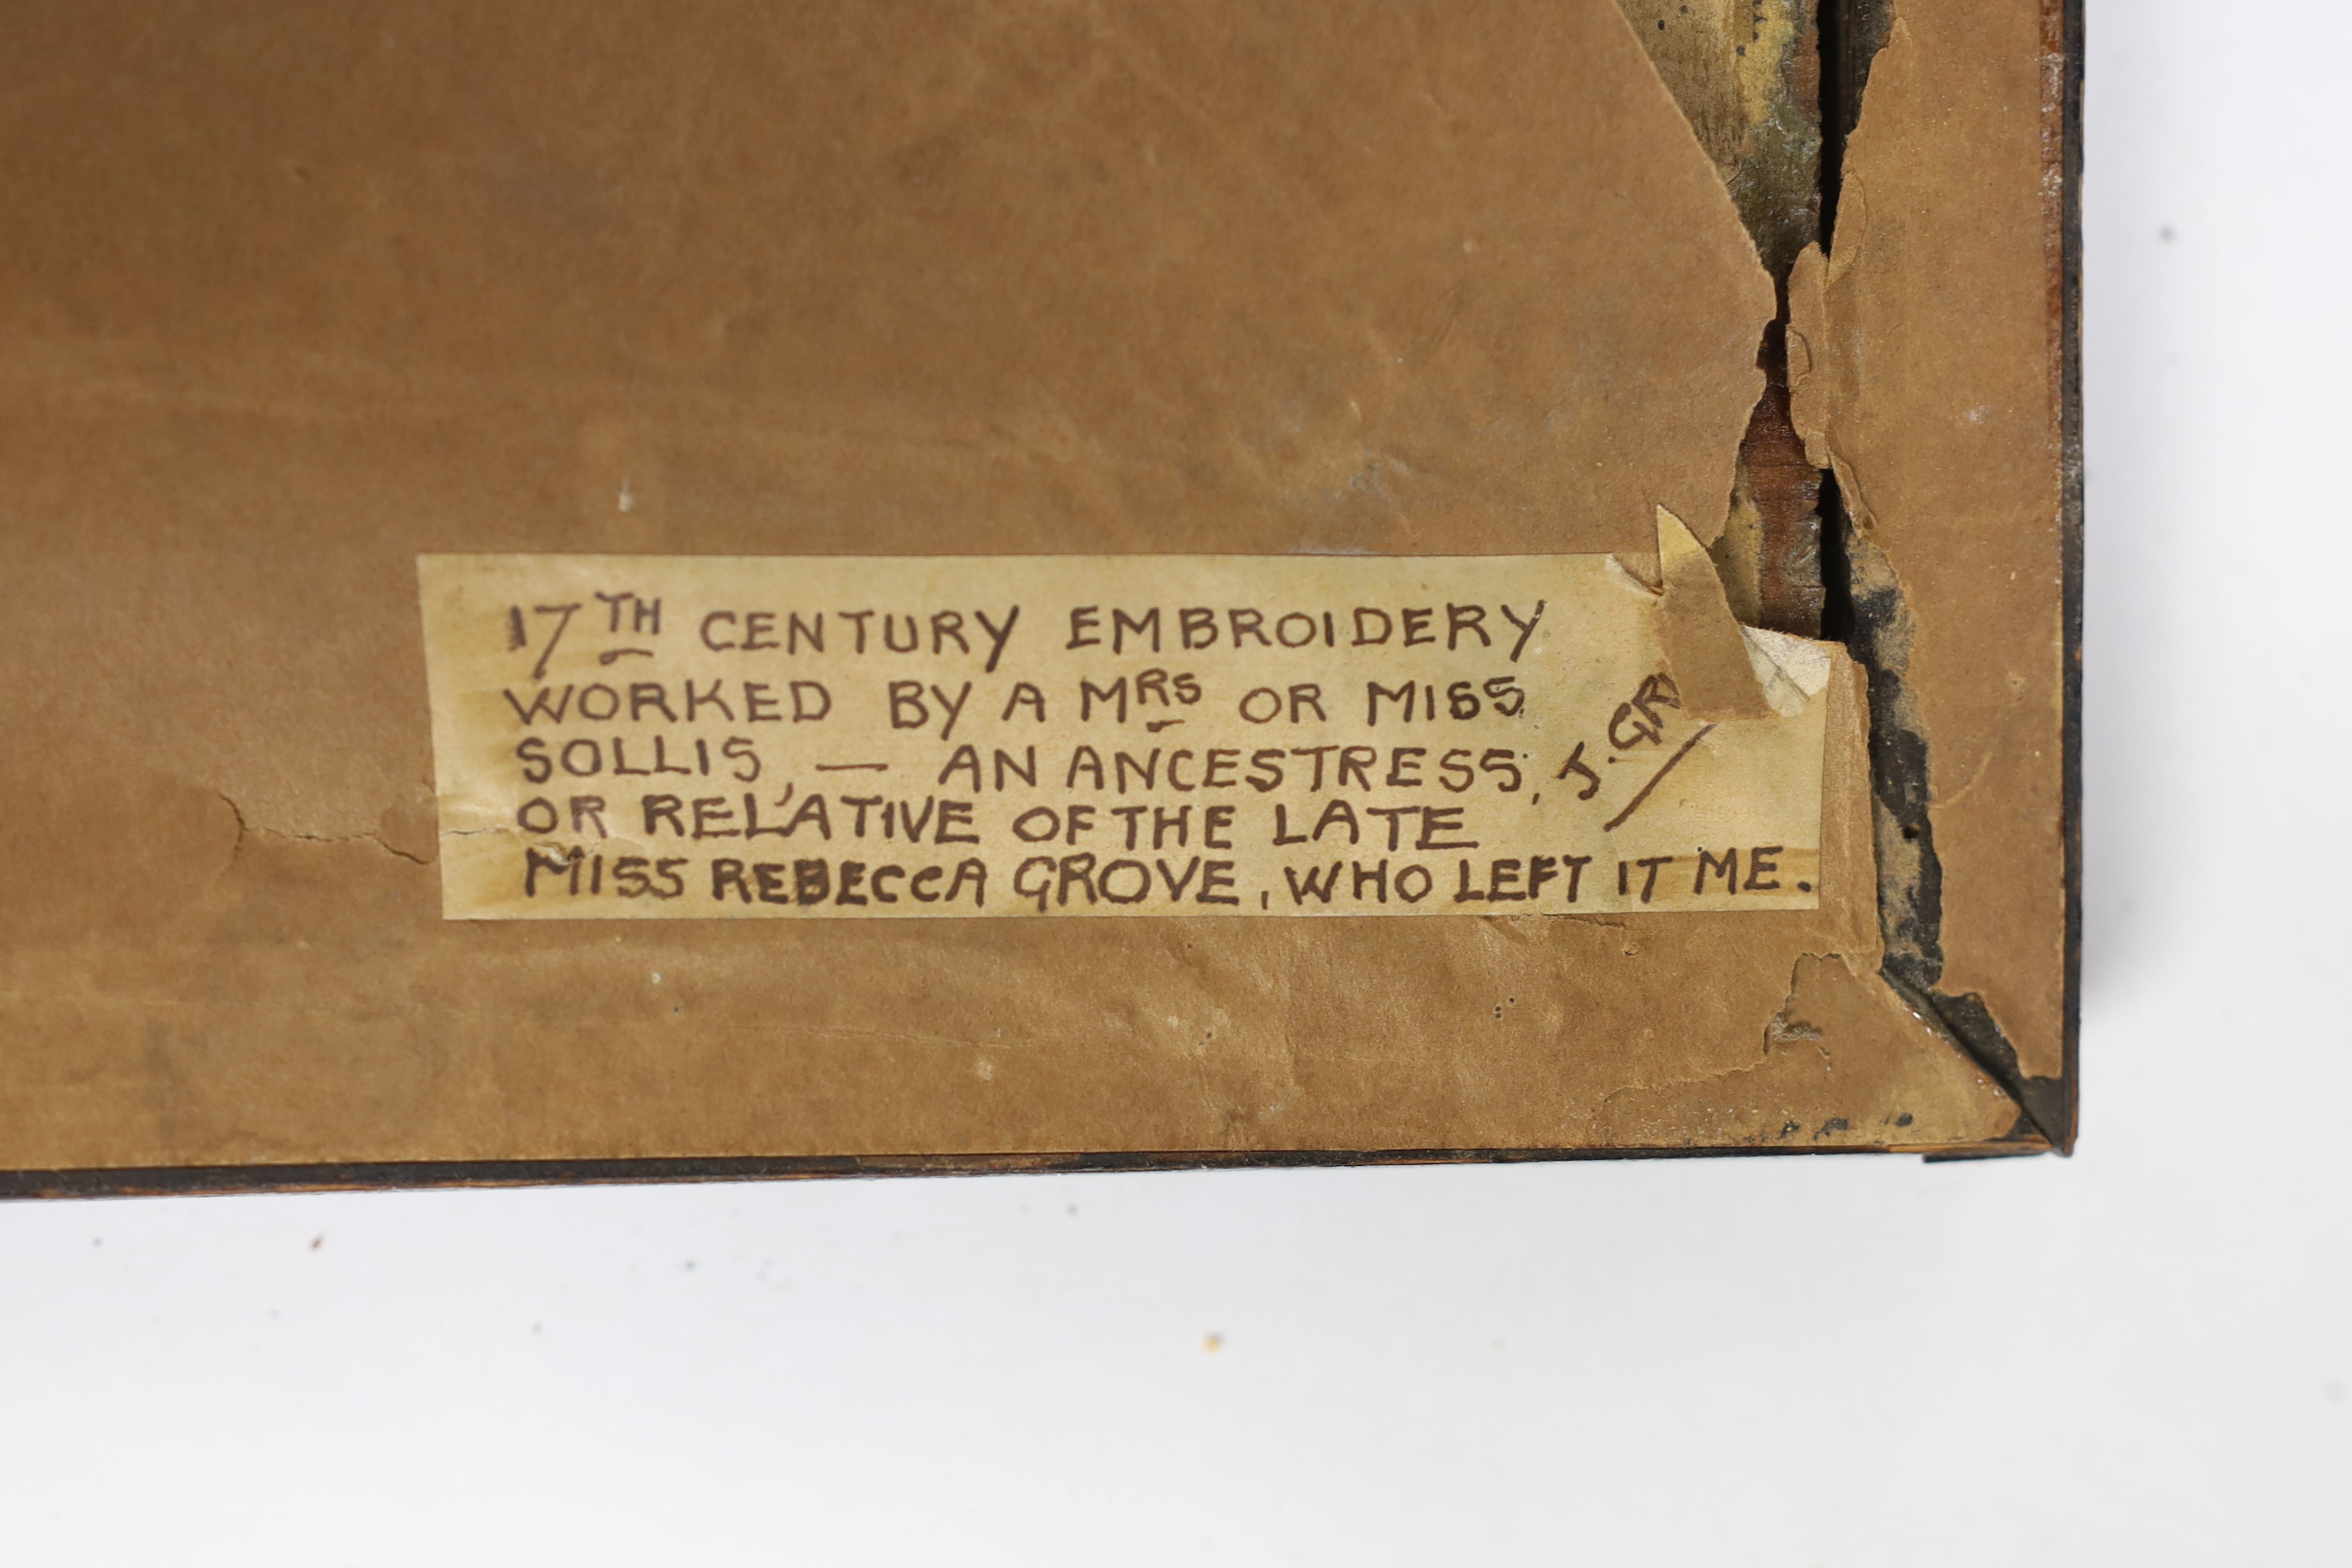 17TH CENTURY EMBROIDERY
WORKED BY A MRS OR MISS
SOLLIS, — AN ANCESTRESS,
OR RELATIVE OF THE LATE
MISS REBECCA GROVE, WHO LEFT IT ME.
J. GR